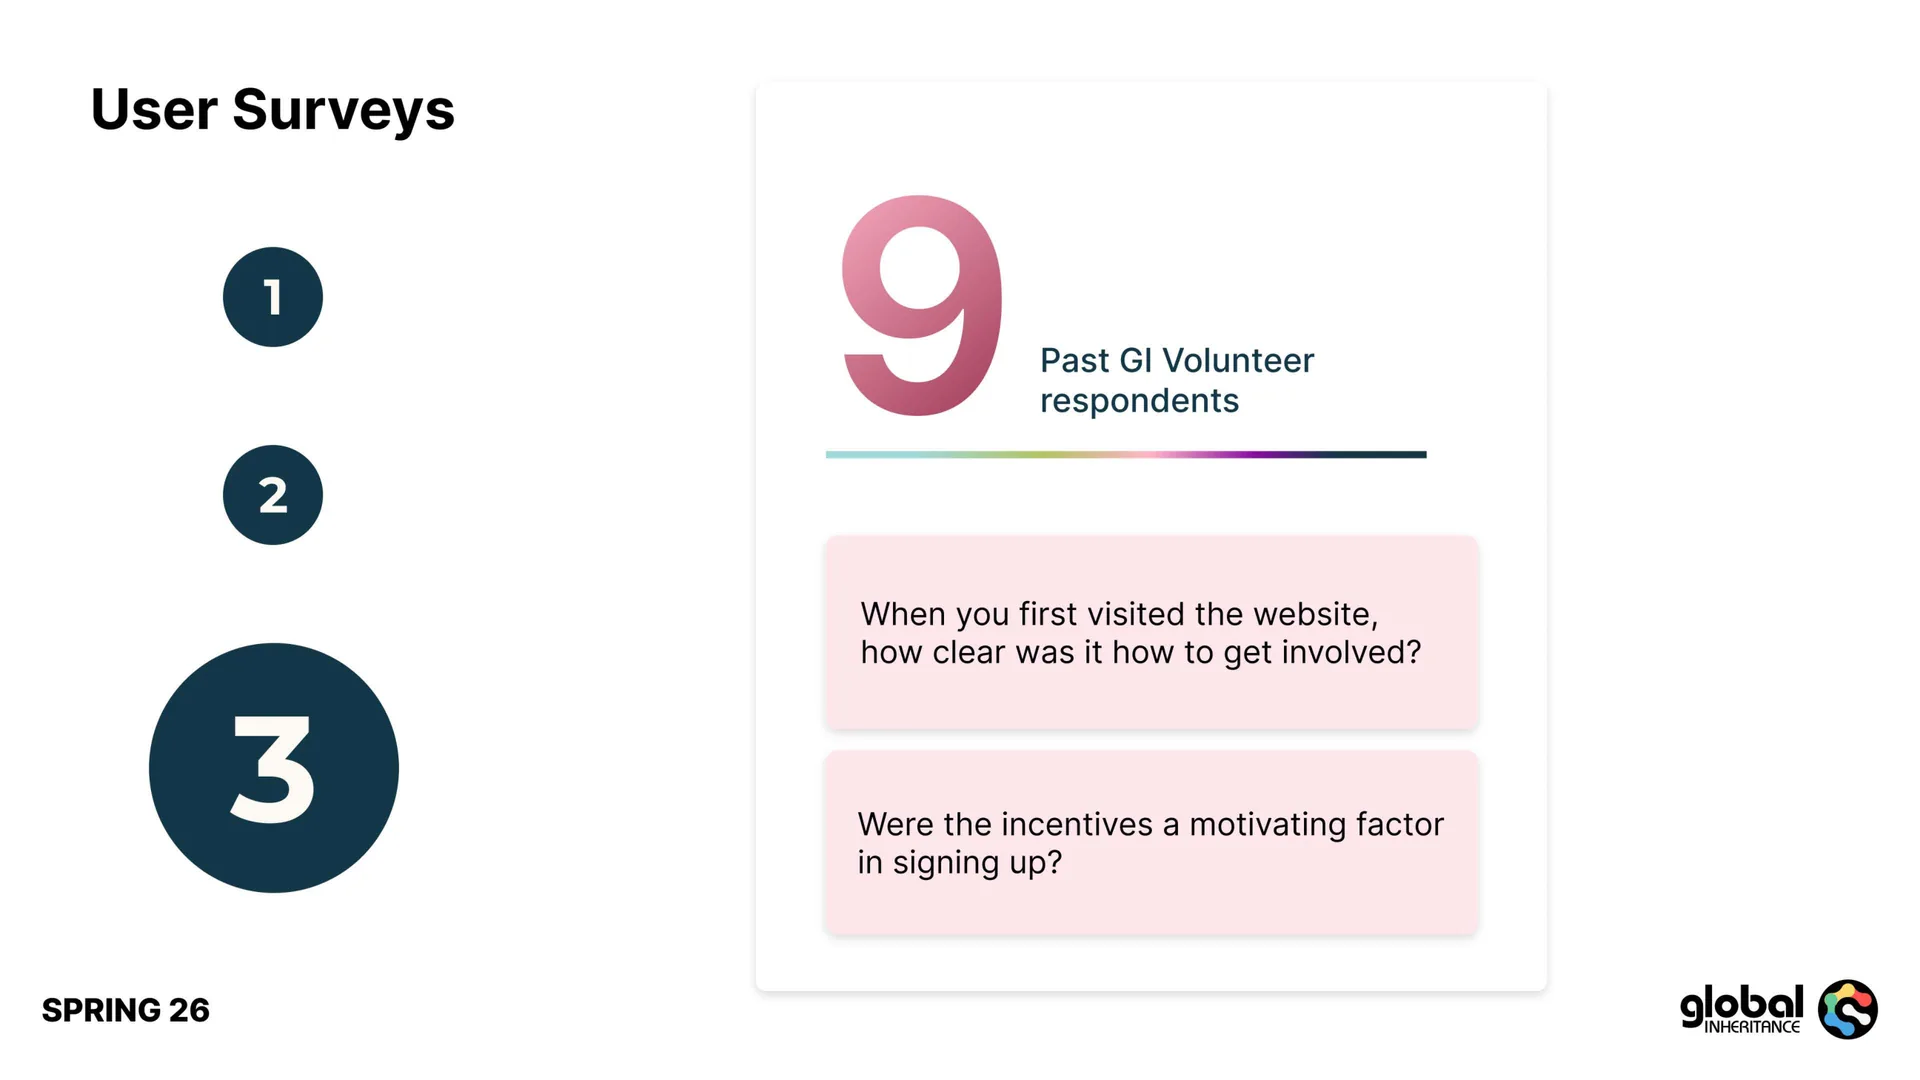 User Surveys
1
2
3
9
Past GI Volunteer
respondents
When you first visited the website,
how clear was it how to get involved?
Were the incentives a motivating factor
in signing up?
SPRING 26
global
INHERITANCE